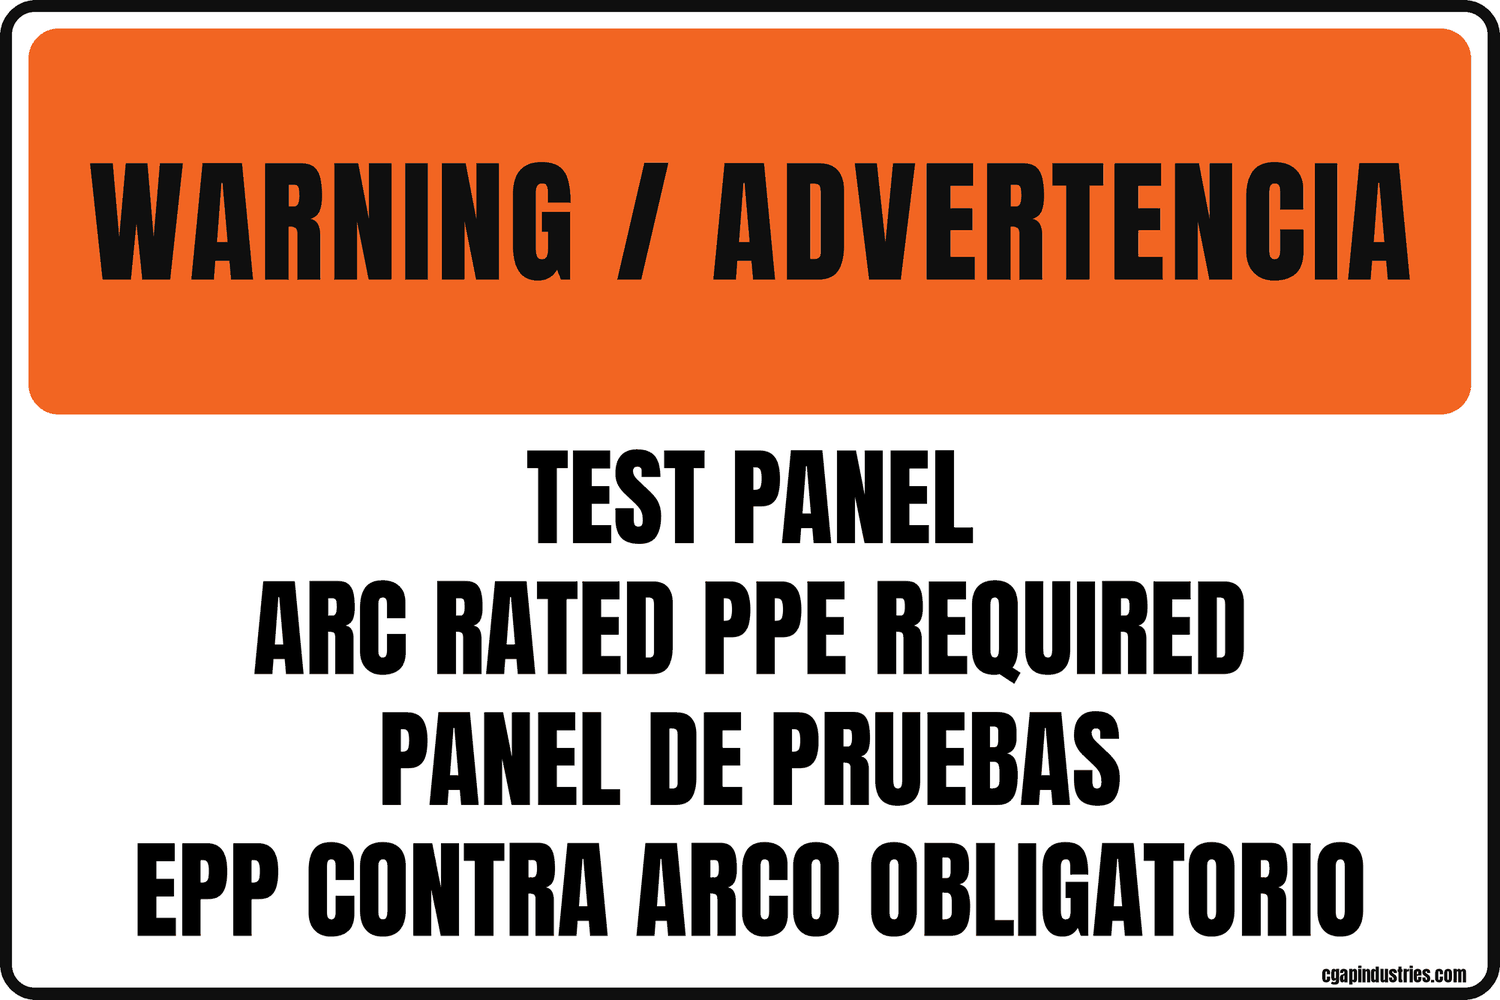 WARNING / ADVERTENCIA
TEST PANEL
ARC RATED PPE REQUIRED
PANEL DE PRUEBAS
EPP CONTRA ARCO OBLIGATORIO
cgapindustries.com